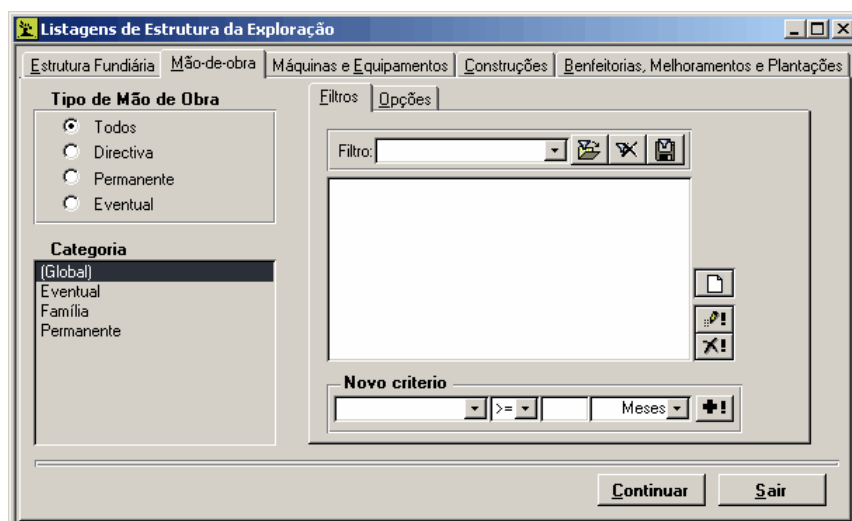 Listagens de Estrutura da Exploração
Estrutura Fundiária Mão-de-obra Máquinas e Equipamentos Construções Benfeitorias, Melhoramentos e Plantações
Tipo de Mão de Obra
Todos
Directiva
Permanente
Eventual
Categoria
(Global)
Eventual
Família
Permanente
Filtros Opções
Filtro:
Novo criterio
>= Meses
Continuar Sair